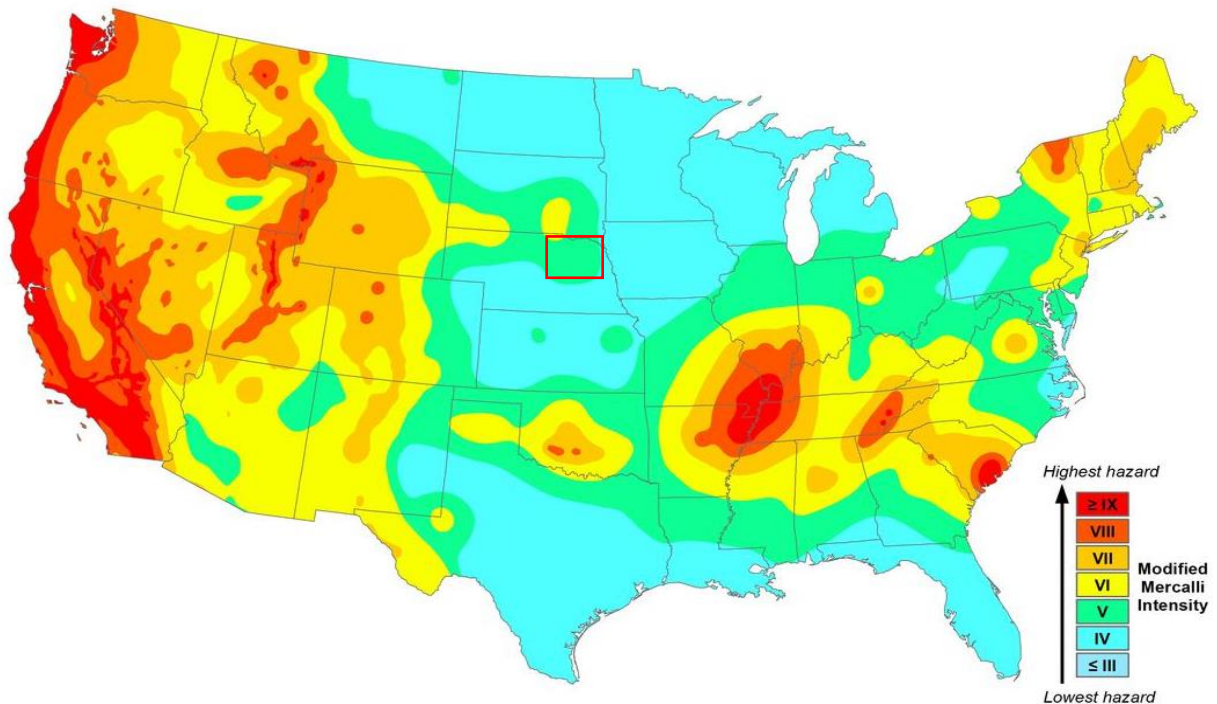 Highest hazard
≥ IX
VIII
VII
VI
V
IV
≤ III
Modified
Mercalli
Intensity
Lowest hazard